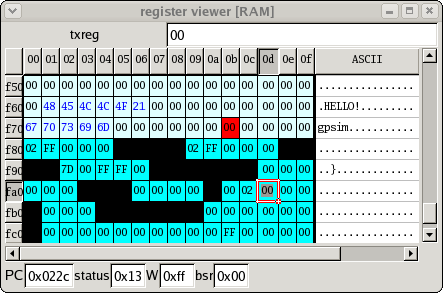 register viewer [RAM]
txreg 00
00 01 02 03 04 05 06 07 08 09 0a 0b 0c 0d 0e 0f ASCII
f50 00 00 00 00 00 00 00 00 00 00 00 00 00 00 00 00 ................
f60 00 48 45 4C 4C 4F 21 00 00 00 00 00 00 00 00 00 .HELLO!.........
f70 67 70 73 69 6D 00 00 00 00 00 00 00 00 00 00 00 gpsim...........
f80 02 FF 00 00 00 02 FF 00 00 00 ................
f90 7D 00 FF FF 00 00 00 00 ..}.............
fa0 00 00 00 00 00 00 00 00 02 00 00 00 ................
fb0 00 00 00 00 00 00 00 00 00 ................
fc0 00 00 00 00 00 00 00 00 00 00 FF 00 00 00 00 ................
PC 0x022c status 0x13 W 0xff bsr 0x00